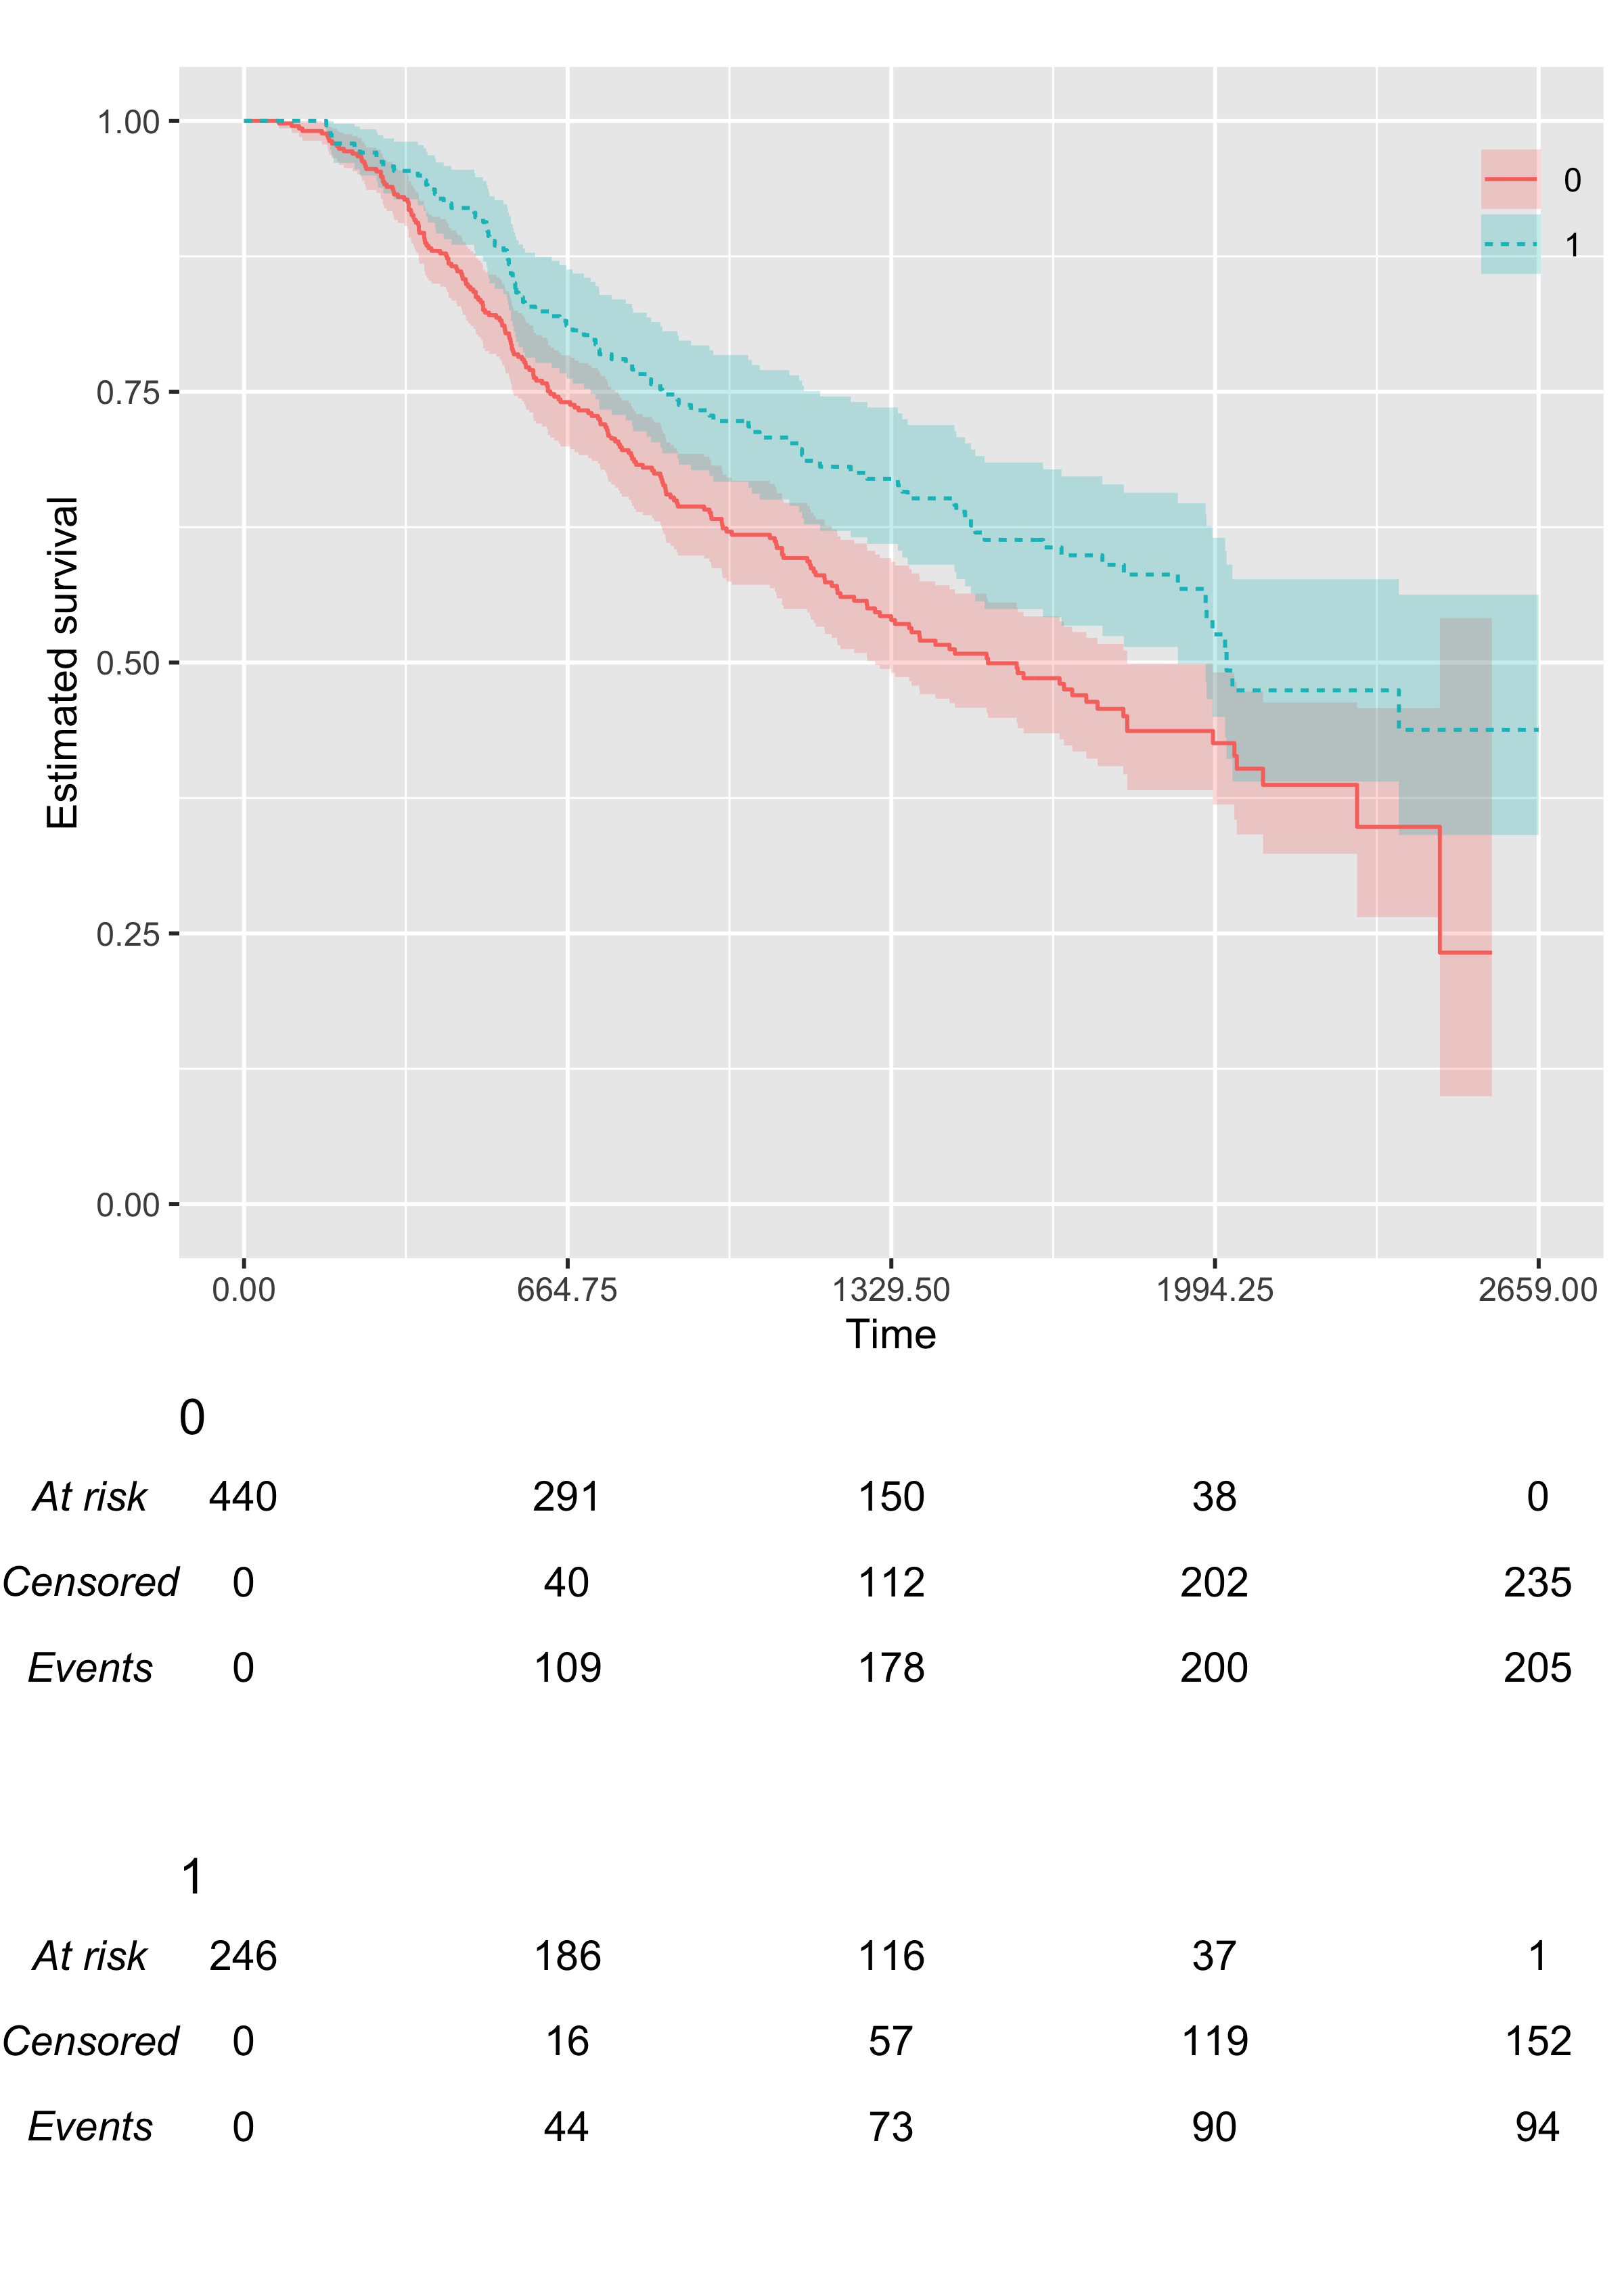 Estimated survival
1.00
0.75
0.50
0.25
0.00
0
1
0.00 664.75 1329.50 1994.25 2659.00
Time
0
At risk 440 291 150 38 0
Censored 0 40 112 202 235
Events 0 109 178 200 205
1
At risk 246 186 116 37 1
Censored 0 16 57 119 152
Events 0 44 73 90 94